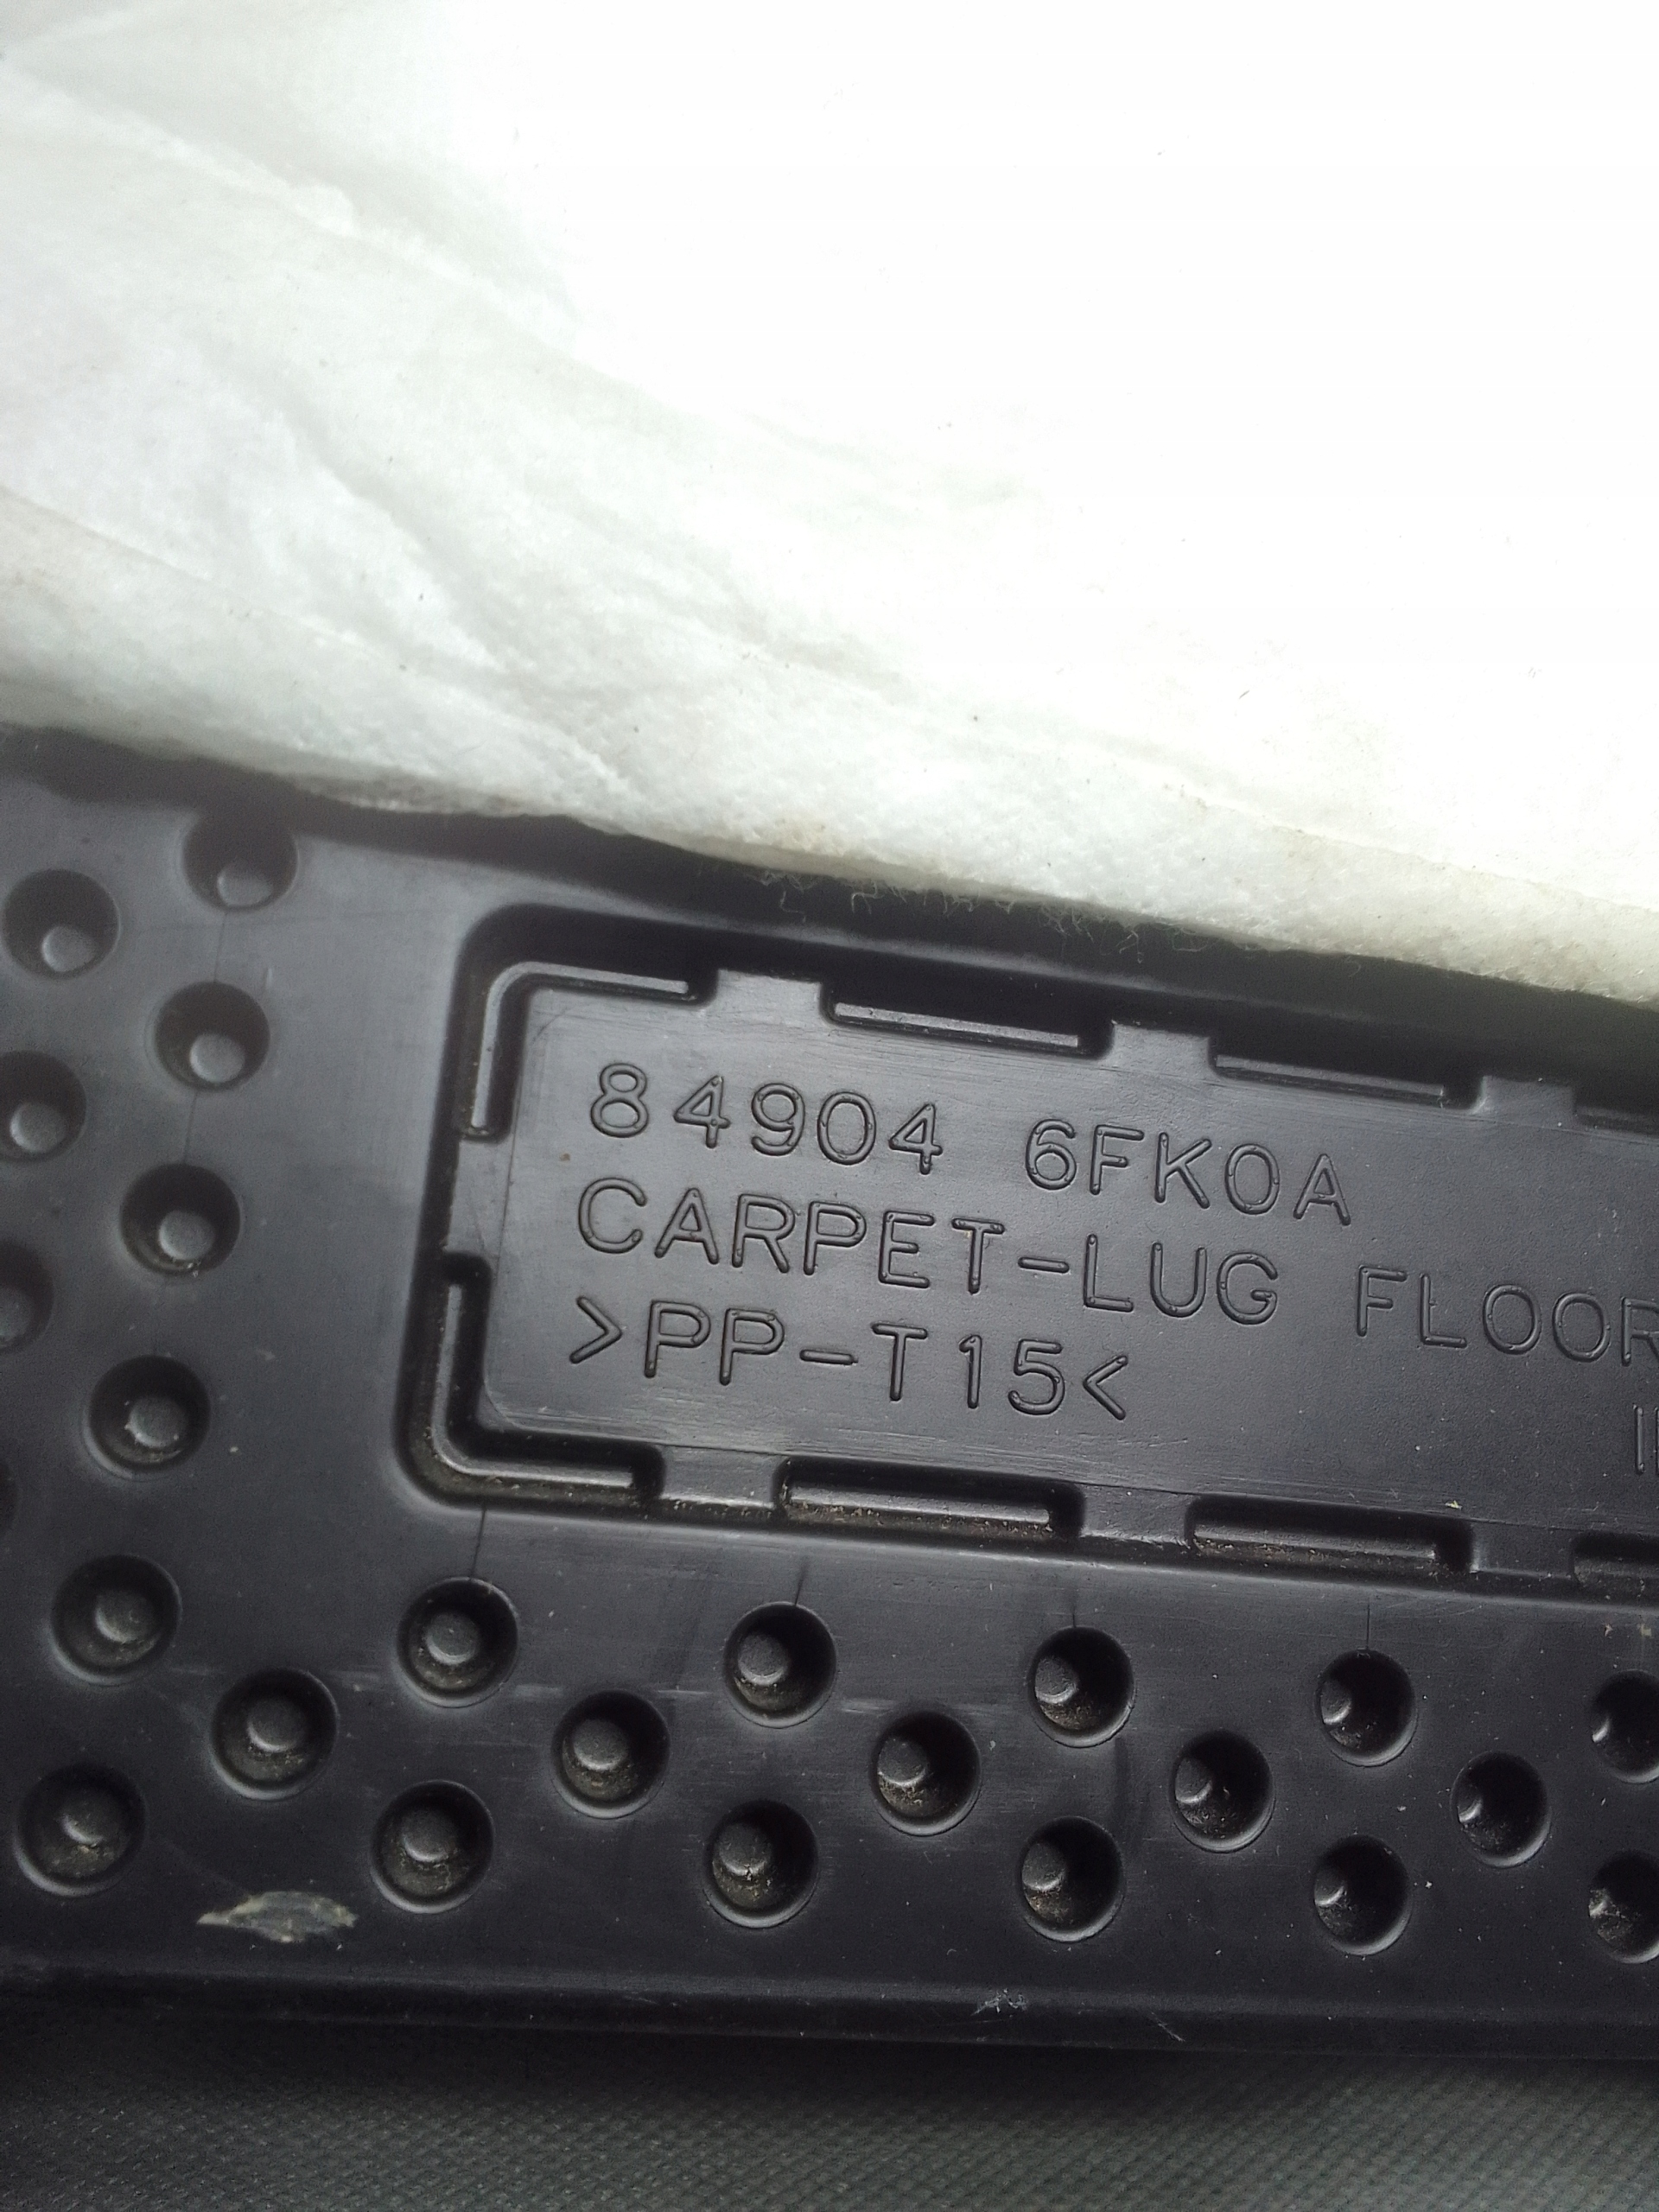 84904 6FK0A
CARPET-LUG FLOOR
>PP-T15<